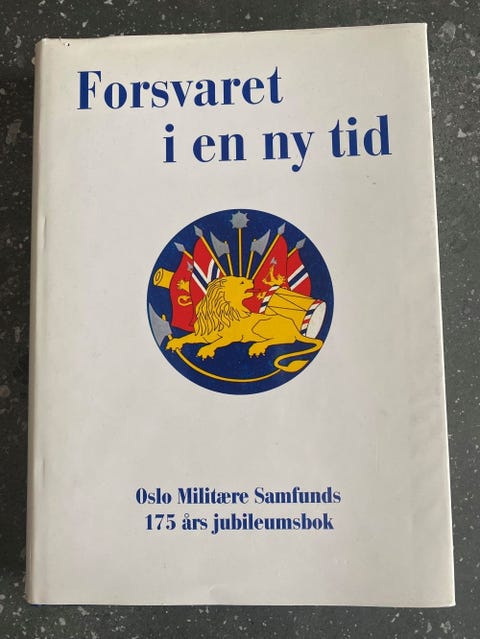 Forsvaret
i en ny tid
Oslo Militære Samfunds
175 års jubileumsbok